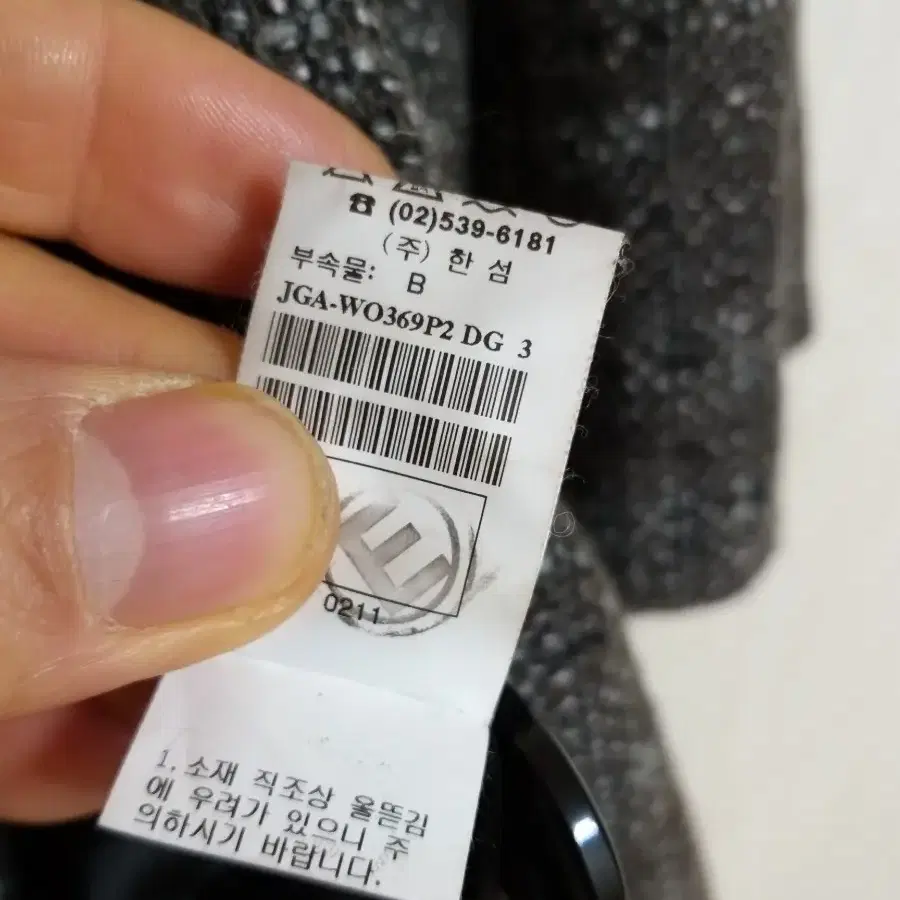 ☎ (02)539-6181
(주) 한 섬
부속물: B
JGA-WO369P2 DG 3
0211
1. 소재 직조상 올뜯김
에 우려가 있으니 주
의하시기 바랍니다.